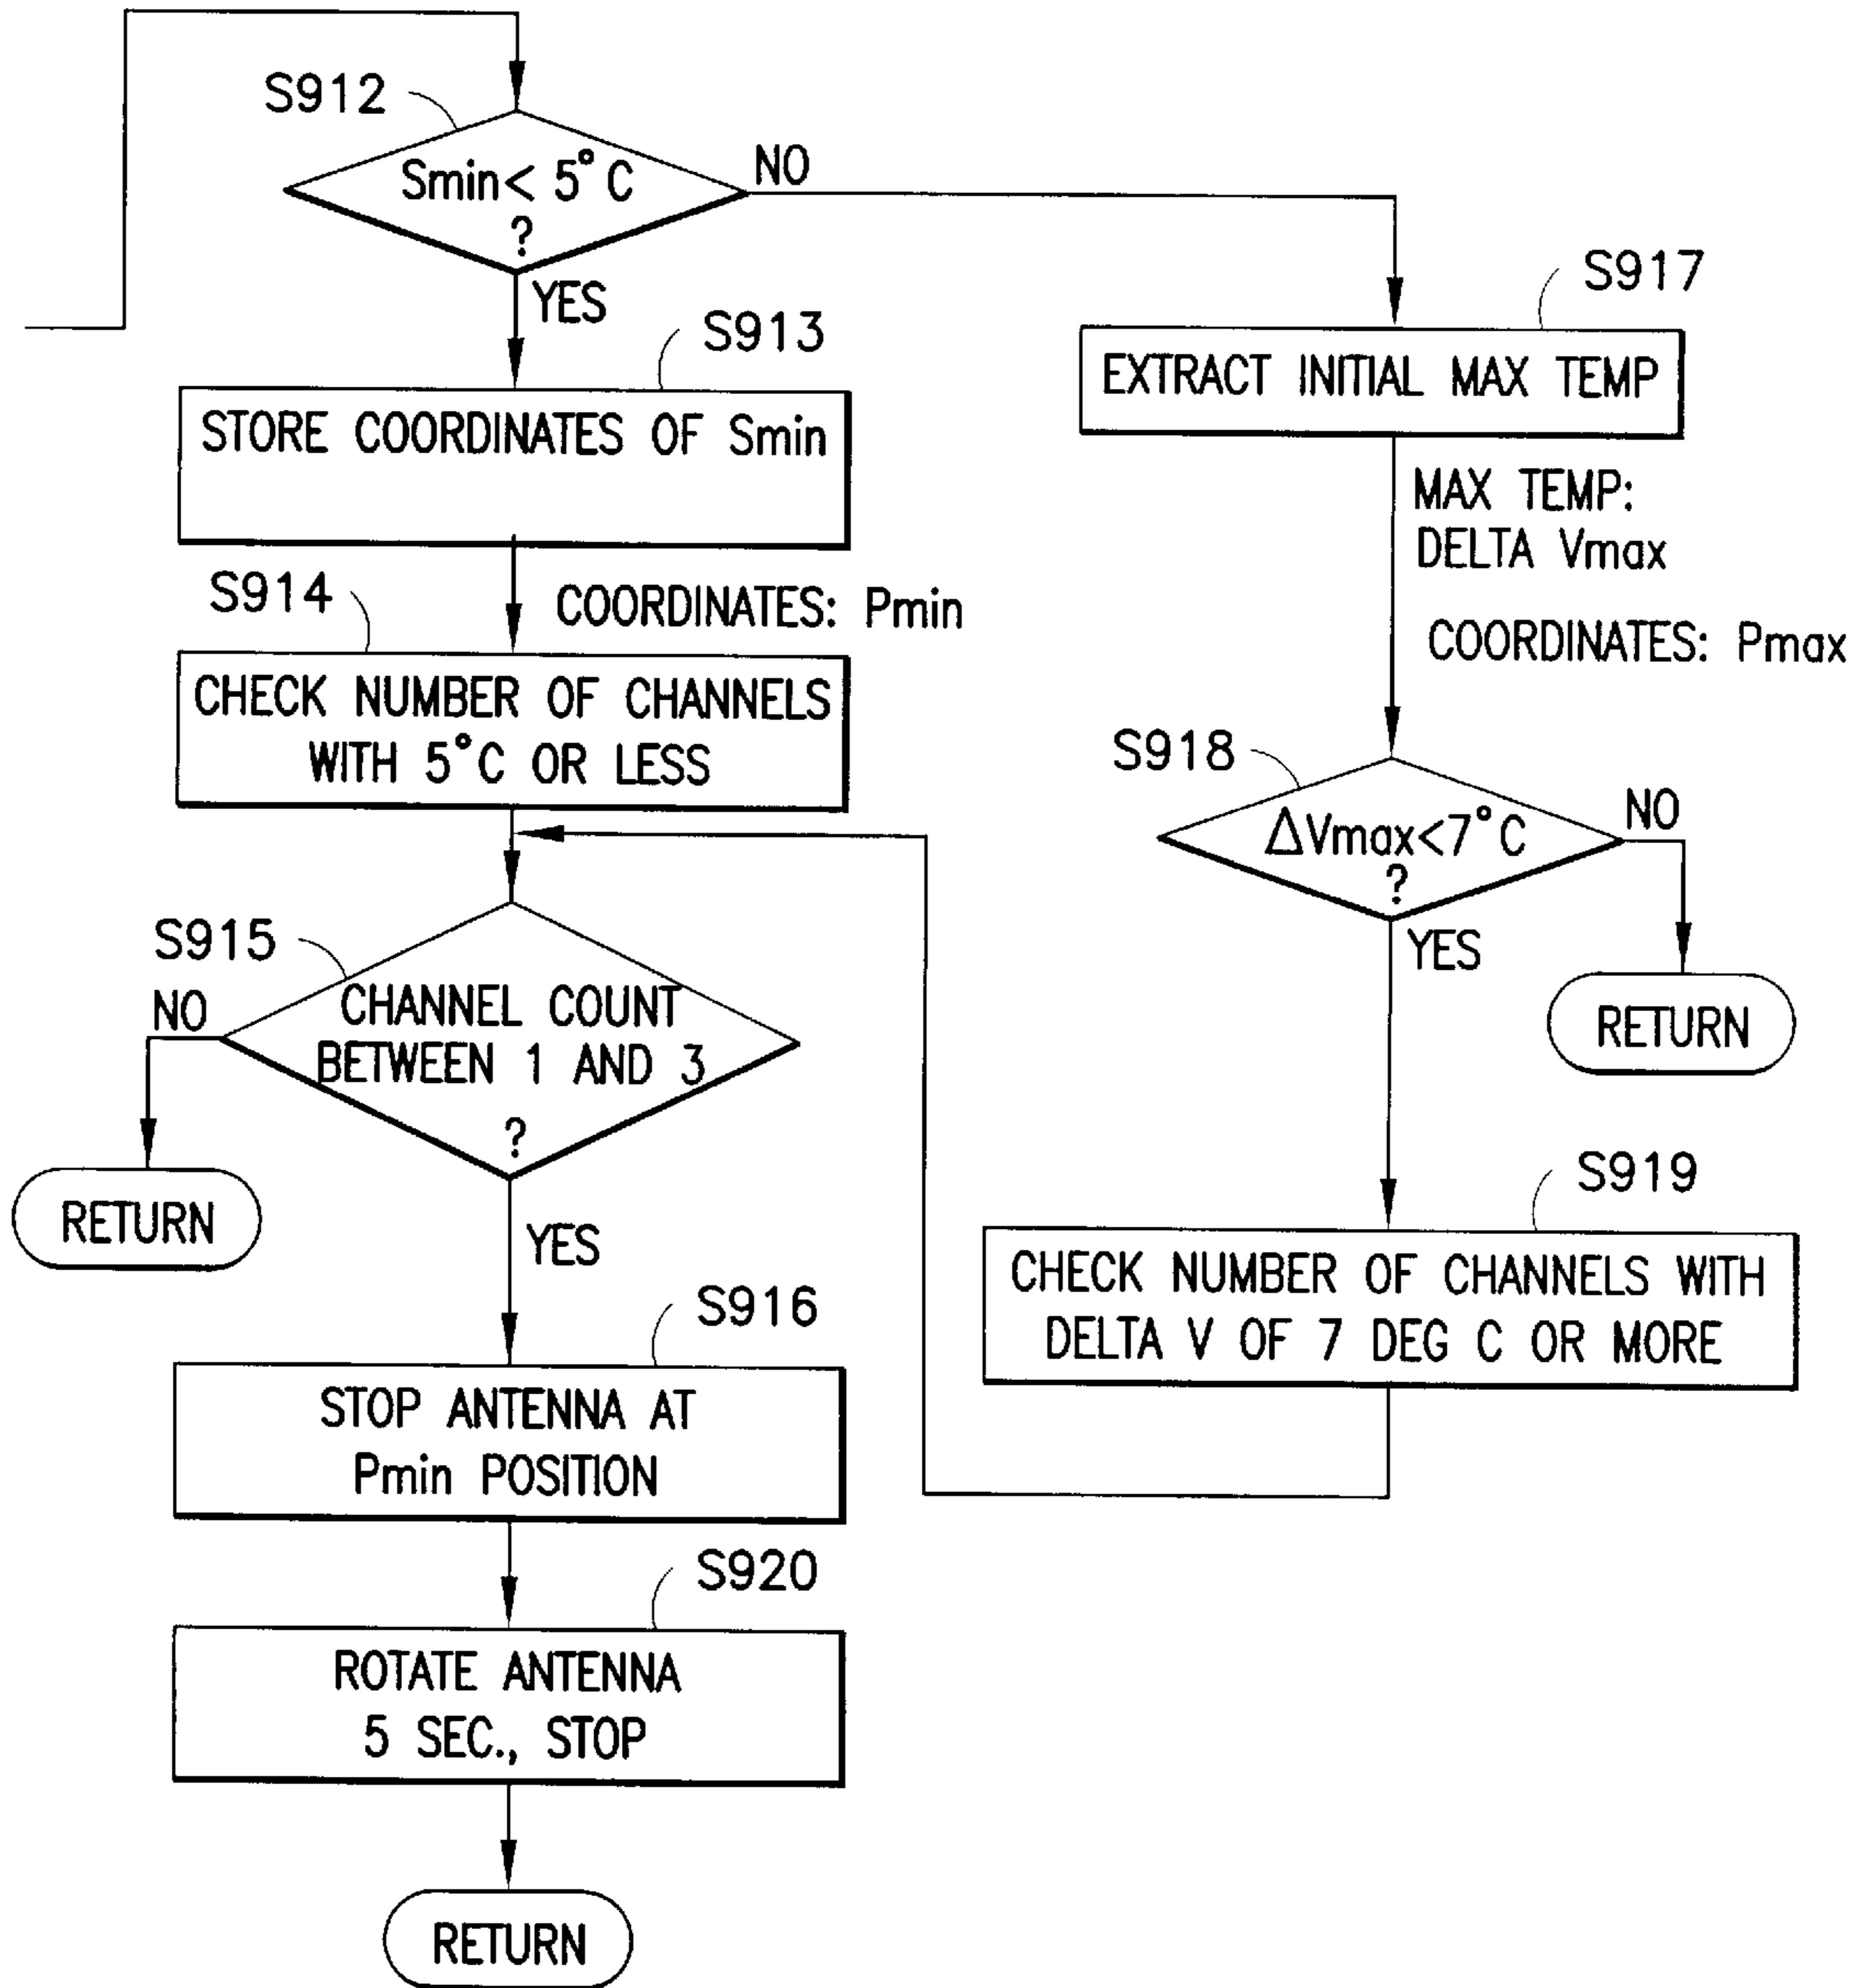 S912
Smin< 5°C
?
NO
YES
S913
STORE COORDINATES OF Smin
COORDINATES: Pmin
S914
CHECK NUMBER OF CHANNELS
WITH 5°C OR LESS
S915
CHANNEL COUNT
BETWEEN 1 AND 3
?
NO
RETURN
YES
S916
STOP ANTENNA AT
Pmin POSITION
S920
ROTATE ANTENNA
5 SEC., STOP
RETURN
S917
EXTRACT INITIAL MAX TEMP
MAX TEMP:
DELTA Vmax
COORDINATES: Pmax
S918
ΔVmax<7°C
?
NO
RETURN
YES
S919
CHECK NUMBER OF CHANNELS WITH
DELTA V OF 7 DEG C OR MORE